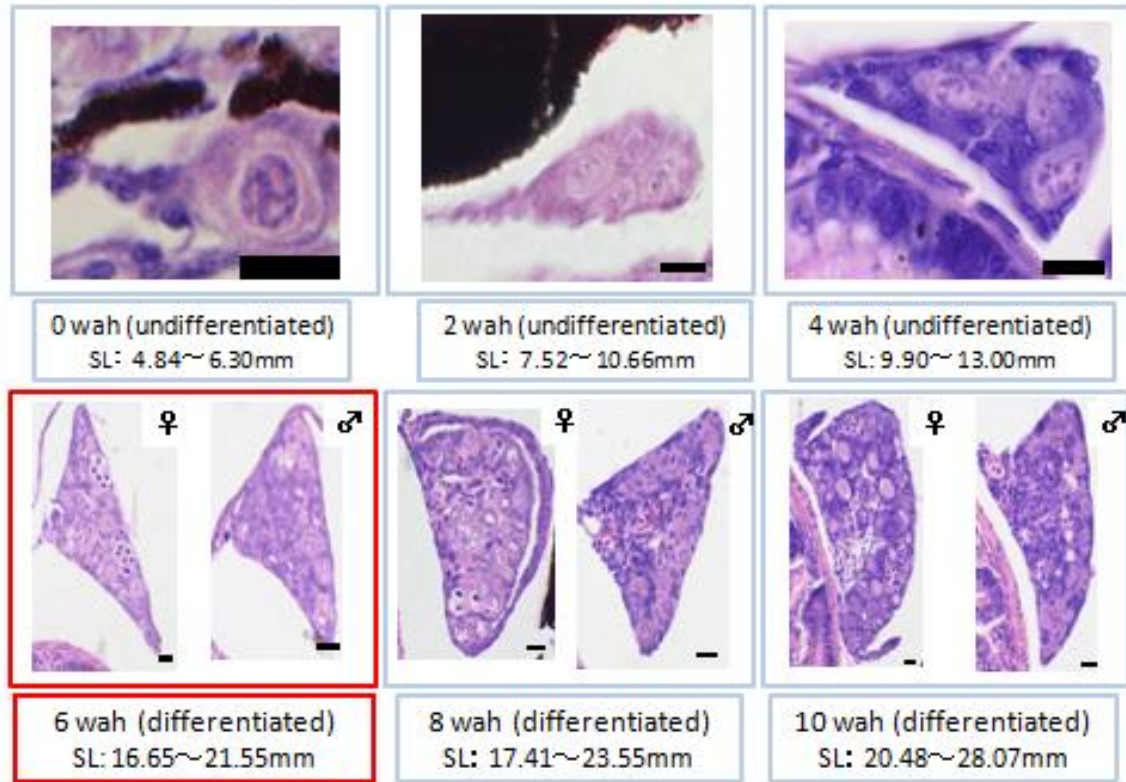 0 wah (undifferentiated)
SL: 4.84～6.30mm
2 wah (undifferentiated)
SL: 7.52～10.66mm
4 wah (undifferentiated)
SL: 9.90～13.00mm
♀ ♂
♀ ♂
♀ ♂
6 wah (differentiated)
SL: 16.65～21.55mm
8 wah (differentiated)
SL: 17.41～23.55mm
10 wah (differentiated)
SL: 20.48～28.07mm